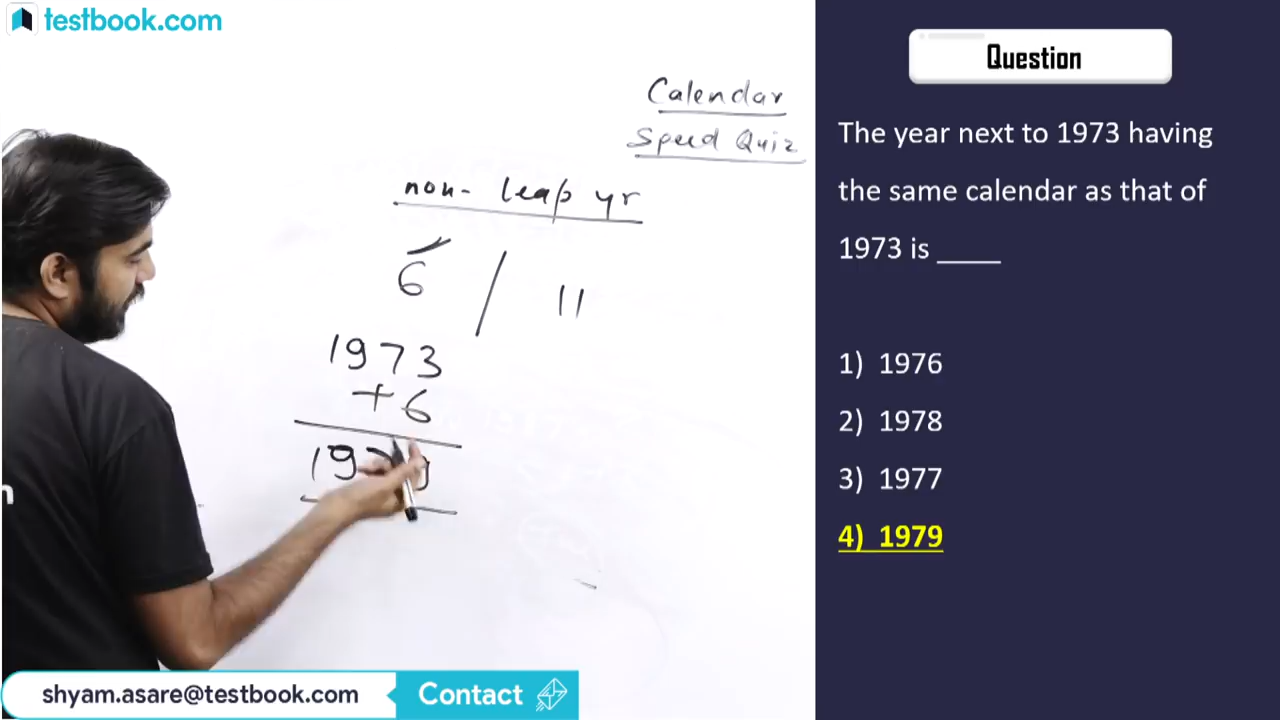 testbook.com
Calendar
Speed Quiz
non- leap yr
6 / 11
1973
+6
197
Question
The year next to 1973 having
the same calendar as that of
1973 is _____
1) 1976
2) 1978
3) 1977
4) 1979
shyam.asare@testbook.com
Contact